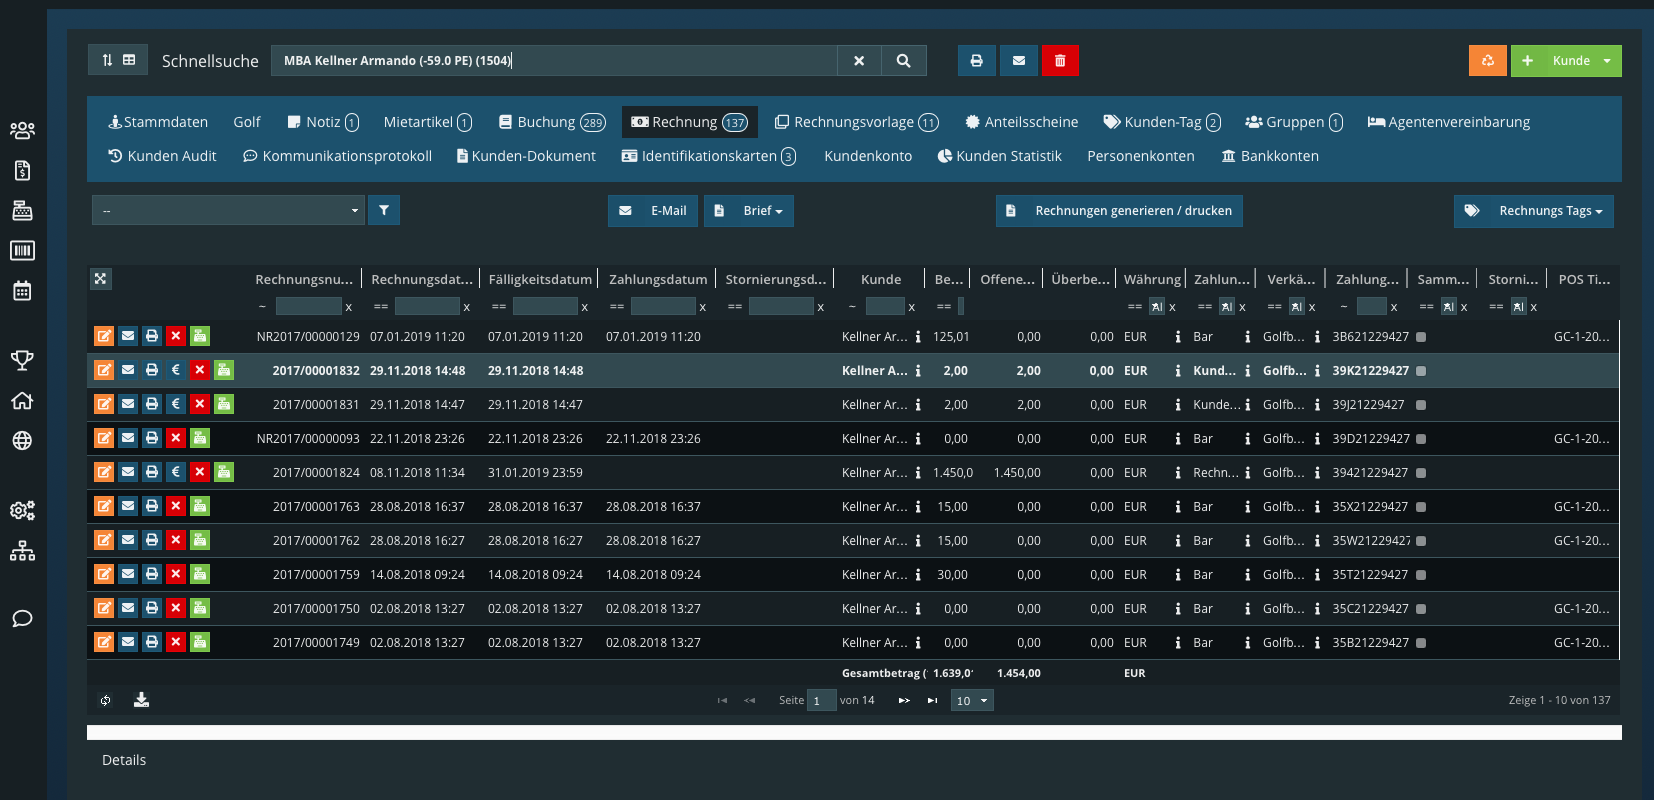 Schnellsuche MBA Kellner Armando (-59.0 PE) (1504) Kunde
Stammdaten Golf Notiz 1 Mietartikel 1 Buchung 289 Rechnung 137 Rechnungsvorlage 11 Anteilsscheine Kunden-Tag 2 Gruppen 1 Agentenvereinbarung
Kunden Audit Kommunikationsprotokoll Kunden-Dokument Identifikationskarten 3 Kundenkonto Kunden Statistik Personenkonten Bankkonten
-- E-Mail Brief Rechnungen generieren / drucken Rechnungs Tags
Rechnungsnu... Rechnungsdat... Fälligkeitsdatum Zahlungsdatum Stornierungsd... Kunde Be... Offene... Überbe... Währung Zahlun... Verkä... Zahlung... Samm... Storni... POS Ti...
~ x == x == x == x == x ~ x == == x == x == x ~ x == x == x
NR2017/00000129 07.01.2019 11:20 07.01.2019 11:20 07.01.2019 11:20 Kellner Ar... 125,01 0,00 0,00 EUR Bar Golfb... 3B621229427 GC-1-20...
2017/00001832 29.11.2018 14:48 29.11.2018 14:48 Kellner A... 2,00 2,00 0,00 EUR Kund... Golfb... 39K21229427
€
2017/00001831 29.11.2018 14:47 29.11.2018 14:47 Kellner Ar... 2,00 2,00 0,00 EUR Kunde... Golfb... 39J21229427
€
NR2017/00000093 22.11.2018 23:26 22.11.2018 23:26 22.11.2018 23:26 Kellner Ar... 0,00 0,00 0,00 EUR Bar Golfb... 39D21229427 GC-1-20...
2017/00001824 08.11.2018 11:34 31.01.2019 23:59 Kellner Ar... 1.450,0 1.450,00 0,00 EUR Rechn... Golfb... 39421229427
€
2017/00001763 28.08.2018 16:37 28.08.2018 16:37 28.08.2018 16:37 Kellner Ar... 15,00 0,00 0,00 EUR Bar Golfb... 35X21229427 GC-1-20...
2017/00001762 28.08.2018 16:27 28.08.2018 16:27 28.08.2018 16:27 Kellner Ar... 15,00 0,00 0,00 EUR Bar Golfb... 35W21229427 GC-1-20...
2017/00001759 14.08.2018 09:24 14.08.2018 09:24 14.08.2018 09:24 Kellner Ar... 30,00 0,00 0,00 EUR Bar Golfb... 35T21229427 GC-1-20...
2017/00001750 02.08.2018 13:27 02.08.2018 13:27 02.08.2018 13:27 Kellner Ar... 0,00 0,00 0,00 EUR Bar Golfb... 35C21229427 GC-1-20...
2017/00001749 02.08.2018 13:27 02.08.2018 13:27 02.08.2018 13:27 Kellner Ar... 0,00 0,00 0,00 EUR Bar Golfb... 35B21229427 GC-1-20...
Gesamtbetrag ( 1.639,0 1.454,00 EUR
Seite 1 von 14 10 Zeige 1 - 10 von 137
Details